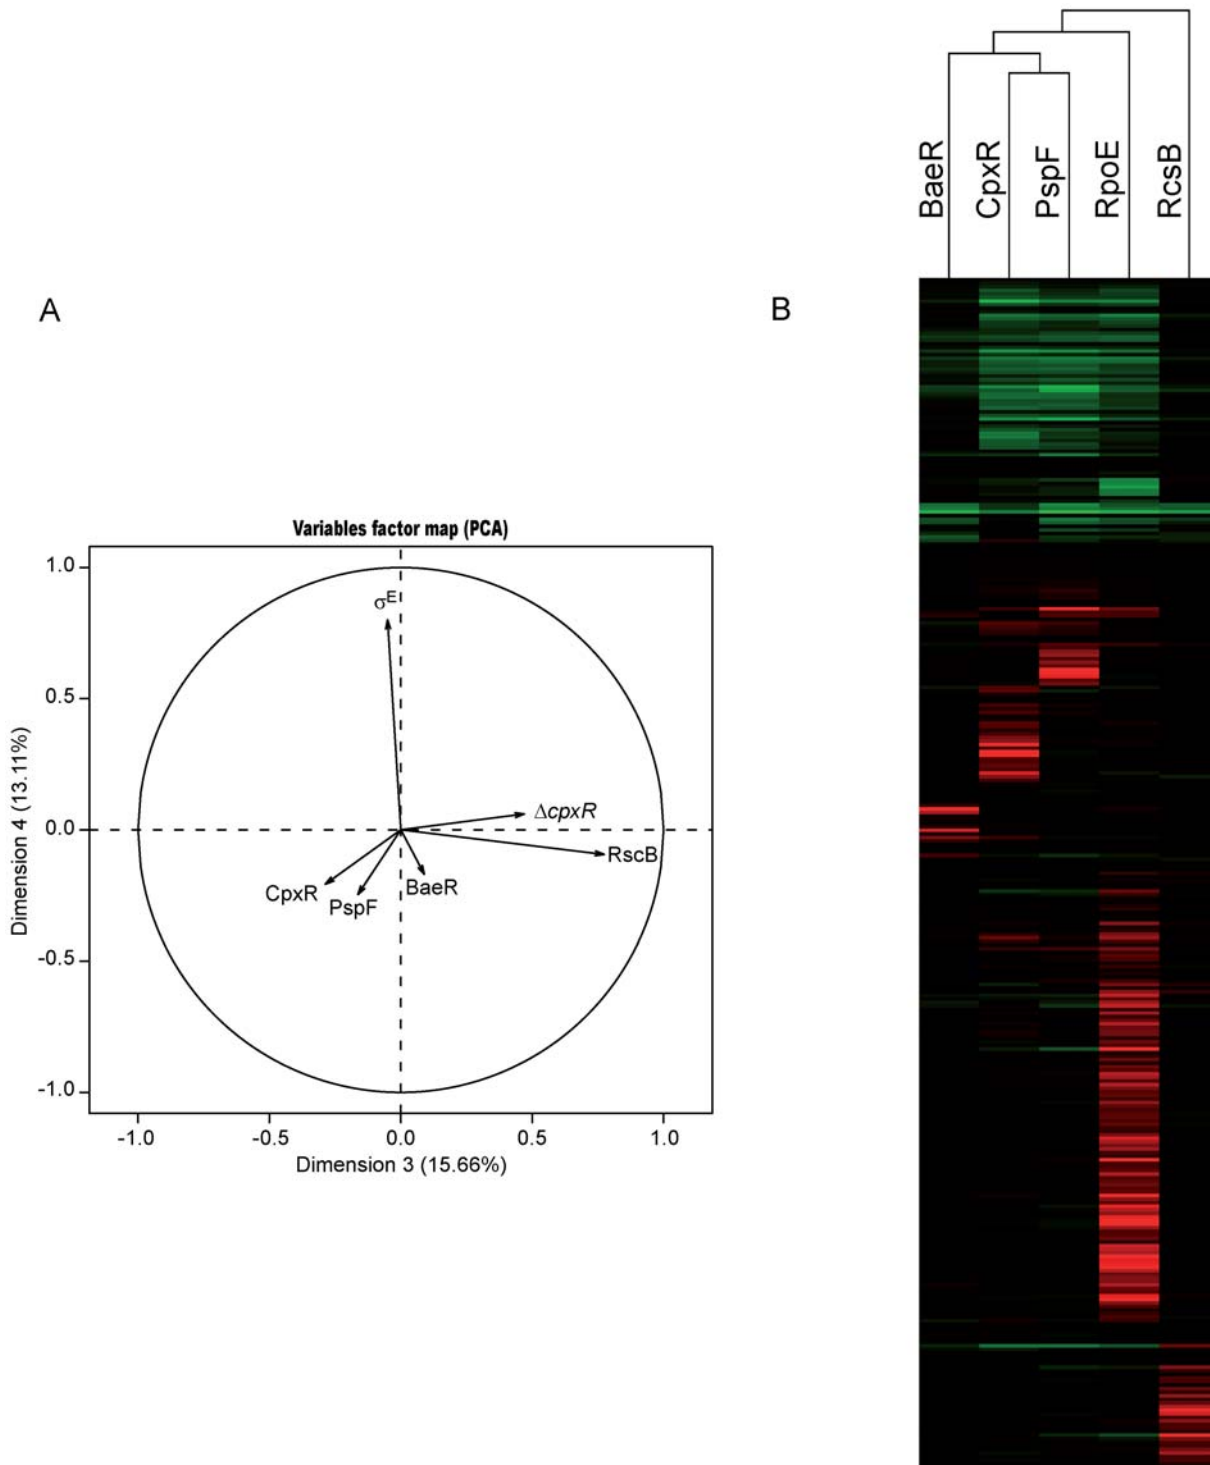 BaeR
CpxR
PspF
RpoE
RcsB
A
B
Variables factor map (PCA)
1.0
0.5
0.0
-0.5
-1.0
Dimension 4 (13.11%)
σE
ΔcpxR
RscB
CpxR
PspF
BaeR
-1.0 -0.5 0.0 0.5 1.0
Dimension 3 (15.66%)